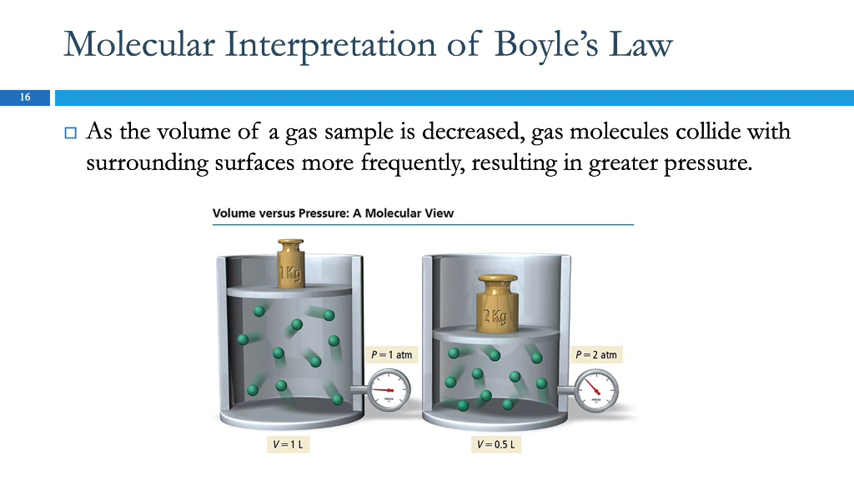 Molecular Interpretation of Boyle's Law
16
As the volume of a gas sample is decreased, gas molecules collide with
surrounding surfaces more frequently, resulting in greater pressure.
Volume versus Pressure: A Molecular View
1 Kg
2 Kg
P = 1 atm
P = 2 atm
V = 1 L
V = 0.5 L